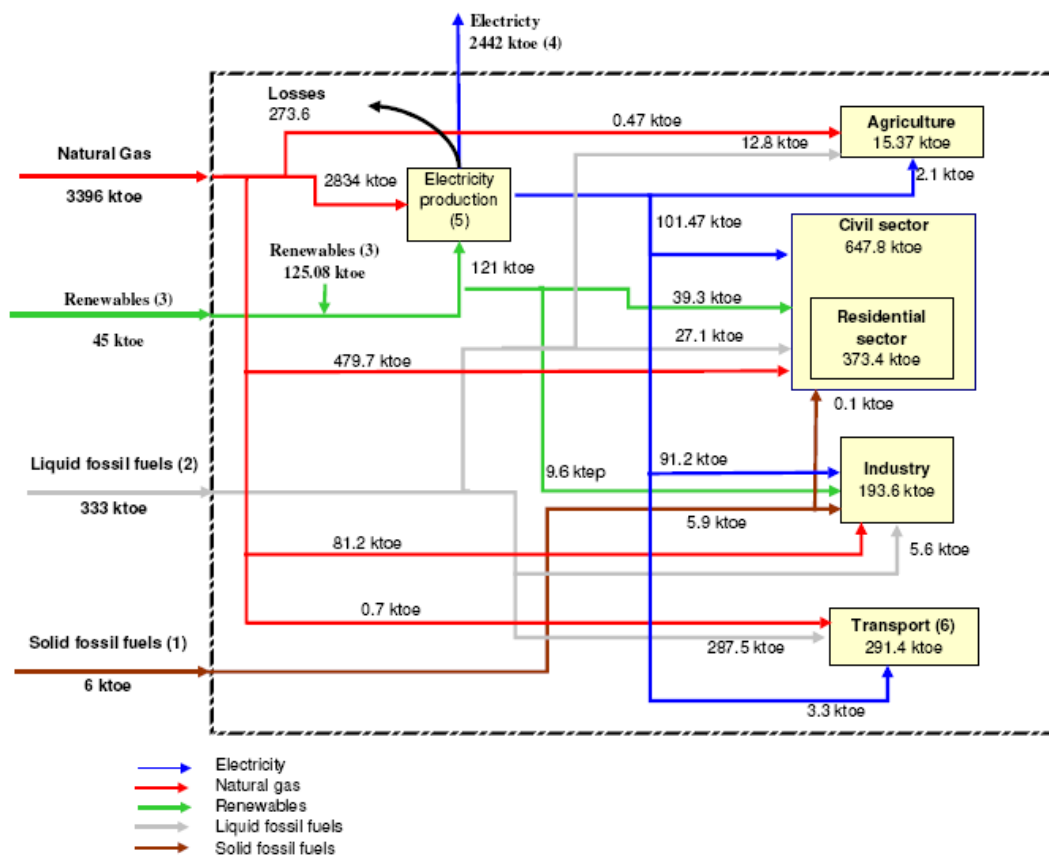 Electricty
2442 ktoe (4)
Losses
273.6
0.47 ktoe
Agriculture
15.37 ktoe
12.8 ktoe
Natural Gas
3396 ktoe
2834 ktoe
Electricity
production
(5)
2.1 ktoe
101.47 ktoe
Civil sector
647.8 ktoe
Renewables (3)
125.08 ktoe
121 ktoe
Renewables (3)
45 ktoe
39.3 ktoe
Residential
sector
373.4 ktoe
27.1 ktoe
479.7 ktoe
0.1 ktoe
Liquid fossil fuels (2)
333 ktoe
91.2 ktoe
9.6 ktep
Industry
193.6 ktoe
5.9 ktoe
81.2 ktoe
5.6 ktoe
0.7 ktoe
Transport (6)
291.4 ktoe
Solid fossil fuels (1)
6 ktoe
287.5 ktoe
3.3 ktoe
Electricity
Natural gas
Renewables
Liquid fossil fuels
Solid fossil fuels